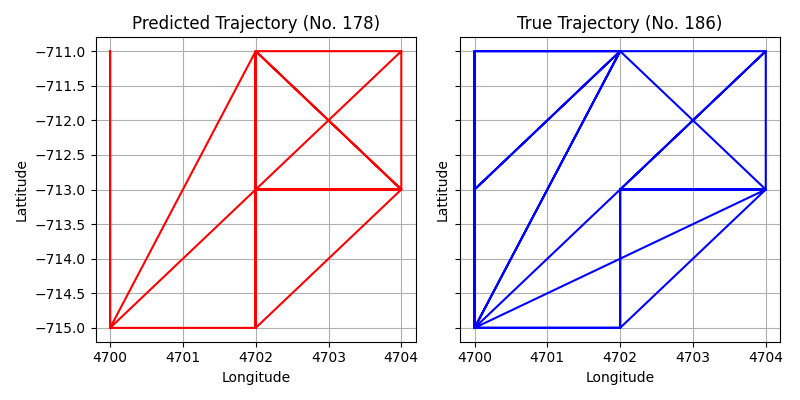 Predicted Trajectory (No. 178)
True Trajectory (No. 186)
−711.0
−711.5
−712.0
−712.5
−713.0
−713.5
−714.0
−714.5
−715.0
Lattitude
Lattitude
4700 4701 4702 4703 4704
4700 4701 4702 4703 4704
Longitude
Longitude